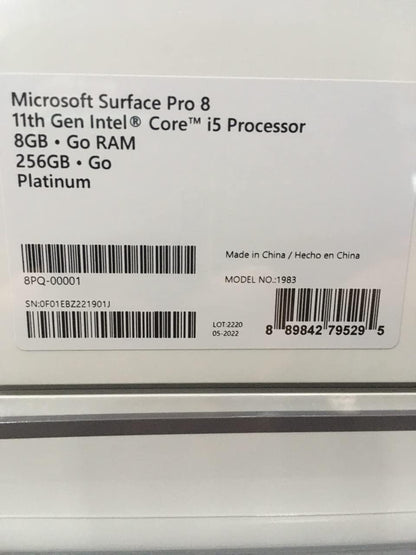 Microsoft Surface Pro 8
11th Gen Intel® Core™ i5 Processor
8GB • Go RAM
256GB • Go
Platinum
8PQ-00001
SN:0F01EBZ221901J
Made in China / Hecho en China
MODEL NO.:1983
LOT:2220
05-2022
8 89842 79529 5